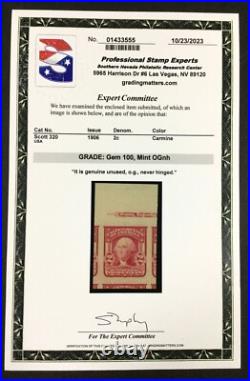 No. 01433555 10/23/2023
Professional Stamp Experts
Southern Nevada Philatelic Research Center
5965 Harrison Dr #6 Las Vegas, NV 89120
gradingmatters.com
Expert Committee
We have examined the enclosed item submitted, of which an
image is shown below, and are of the opinion that:
Cat No. Issue Denom. Color
Scott 320 1906 2c Carmine
USA
GRADE: Gem 100, Mint OGnh
"It is genuine unused, o.g., never hinged."
For The Expert Committee